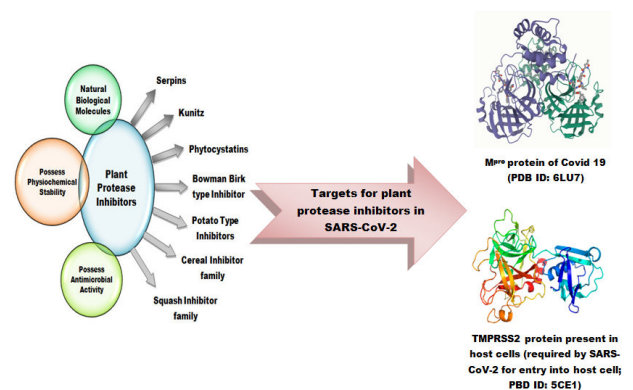 Natural
Biological
Molecules
Possess
Physiochemical
Stability
Possess
Antimicrobial
Activity
Plant
Protease
Inhibitors
Serpins
Kunitz
Phytocystatins
Bowman Birk
type Inhibitor
Potato Type
Inhibitors
Cereal Inhibitor
family
Squash Inhibitor
family
Targets for plant
protease inhibitors in
SARS-CoV-2
Mpro protein of Covid 19
(PDB ID: 6LU7)
TMPRSS2 protein present in
host cells (required by SARS-
CoV-2 for entry into host cell;
PBD ID: 5CE1)